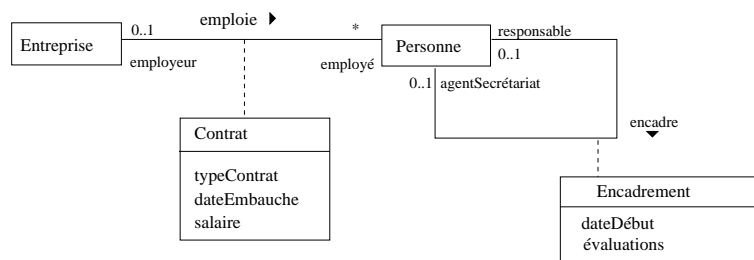 emploie
Entreprise
0..1
*
employeur
employé
Personne
responsable
0..1
0..1
agentSecrétariat
encadre
Contrat
typeContrat
dateEmbauche
salaire
Encadrement
dateDébut
évaluations